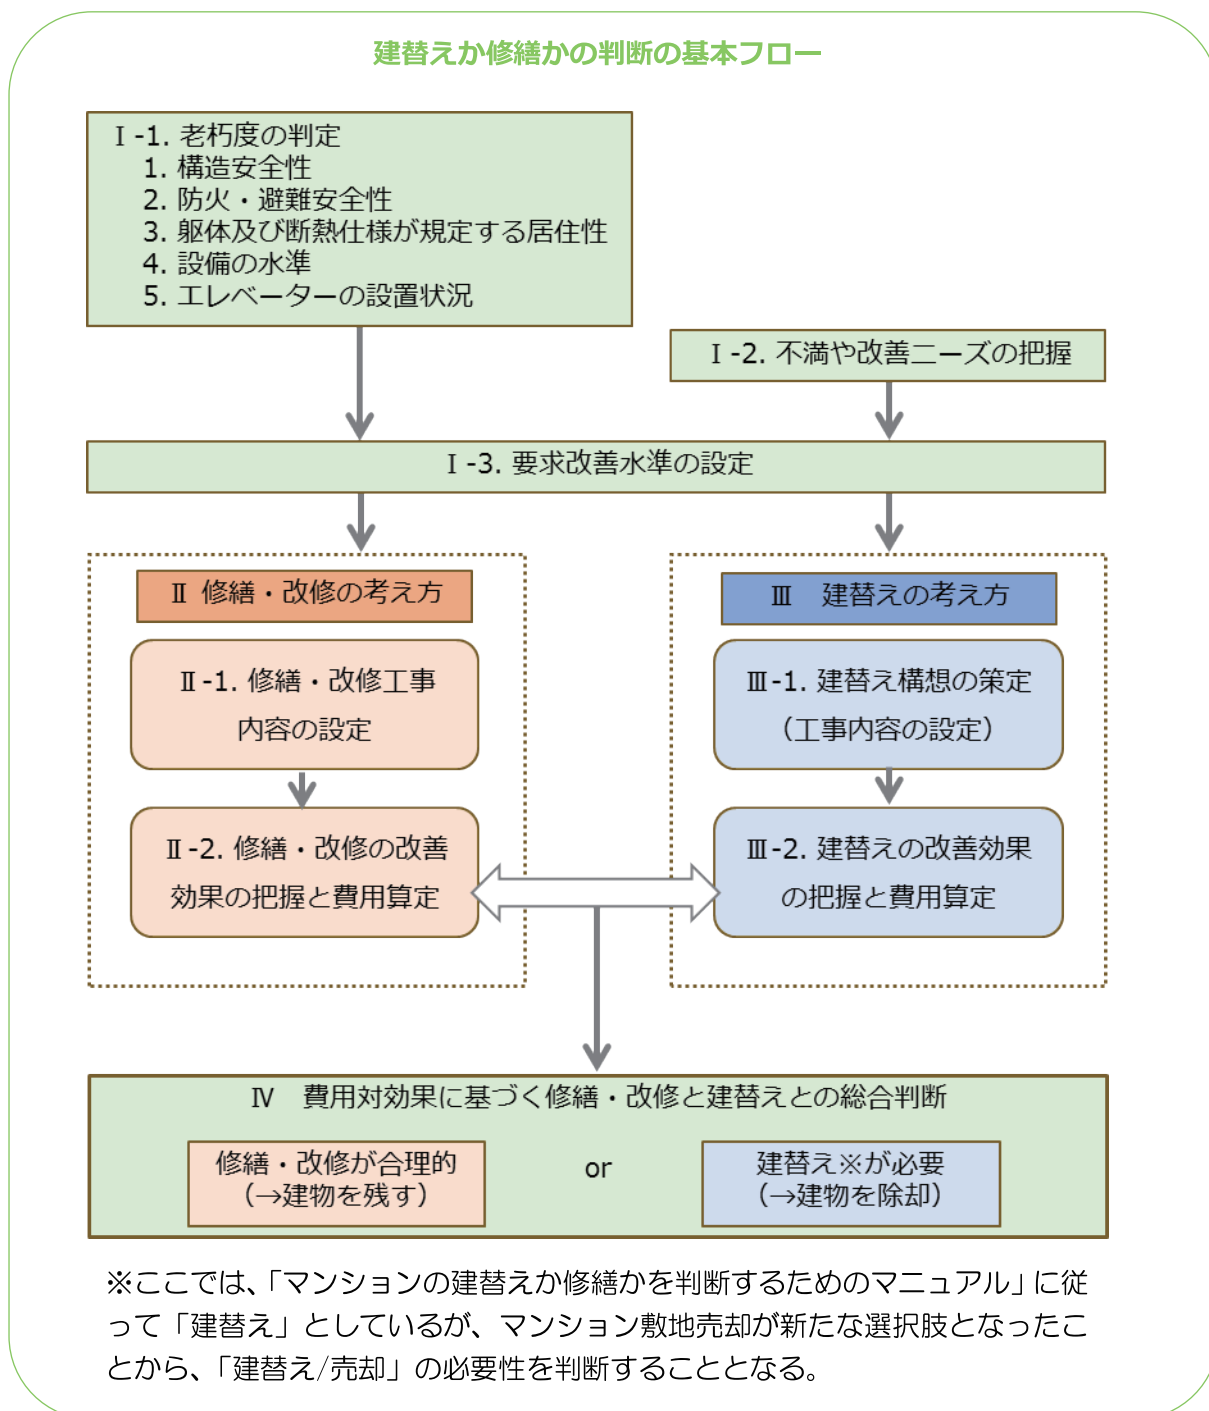 建替えか修繕かの判断の基本フロー
Ⅰ-1. 老朽度の判定
1. 構造安全性
2. 防火・避難安全性
3. 躯体及び断熱仕様が規定する居住性
4. 設備の水準
5. エレベーターの設置状況
Ⅰ-2. 不満や改善ニーズの把握
Ⅰ-3. 要求改善水準の設定
Ⅱ 修繕・改修の考え方
Ⅱ-1. 修繕・改修工事
内容の設定
Ⅱ-2. 修繕・改修の改善
効果の把握と費用算定
Ⅲ　建替えの考え方
Ⅲ-1. 建替え構想の策定
（工事内容の設定）
Ⅲ-2. 建替えの改善効果
の把握と費用算定
Ⅳ　費用対効果に基づく修繕・改修と建替えとの総合判断
修繕・改修が合理的
（→建物を残す）
or
建替え※が必要
（→建物を除却）
※ここでは、「マンションの建替えか修繕かを判断するためのマニュアル」に従
って「建替え」としているが、マンション敷地売却が新たな選択肢となったこ
とから、「建替え/売却」の必要性を判断することとなる。